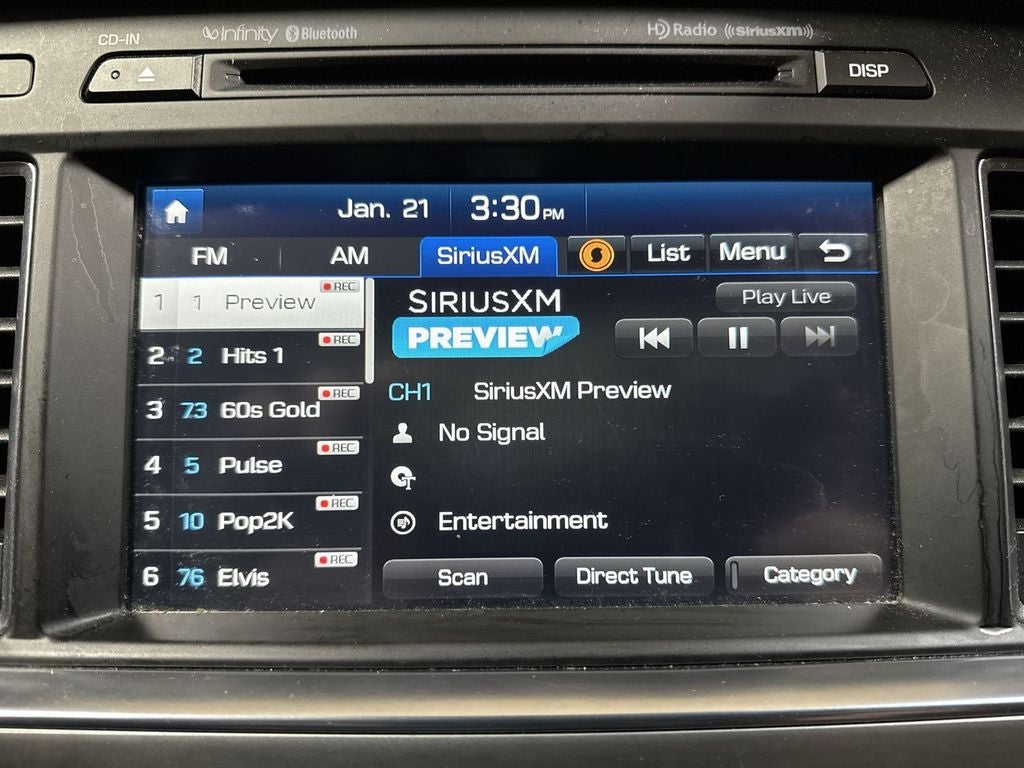 CD-IN
Infinity Bluetooth
HD Radio ((SiriusXM))
DISP
Jan. 21 3:30 PM
FM AM SiriusXM List Menu
1 1 Preview REC
2 2 Hits 1 REC
3 73 60s Gold REC
4 5 Pulse REC
5 10 Pop2K REC
6 76 Elvis REC
SIRIUSXM
PREVIEW
Play Live
CH1 SiriusXM Preview
No Signal
Entertainment
Scan Direct Tune Category